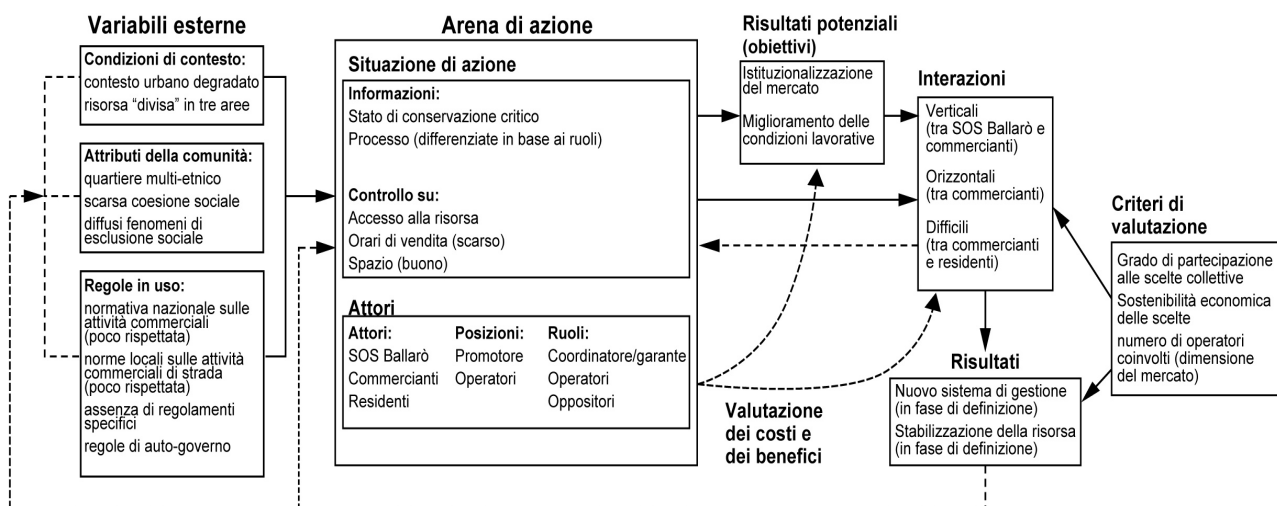 Variabili esterne
Condizioni di contesto:
contesto urbano degradato
risorsa “divisa” in tre aree
Attributi della comunità:
quartiere multi-etnico
scarsa coesione sociale
diffusi fenomeni di
esclusione sociale
Regole in uso:
normativa nazionale sulle
attività commerciali
(poco rispettata)
norme locali sulle attività
commerciali di strada
(poco rispettata)
assenza di regolamenti
specifici
regole di auto-governo
Arena di azione
Situazione di azione
Informazioni:
Stato di conservazione critico
Processo (differenziate in base ai ruoli)
Controllo su:
Accesso alla risorsa
Orari di vendita (scarso)
Spazio (buono)
Attori
Attori: Posizioni: Ruoli:
SOS Ballarò Promotore Coordinatore/garante
Commercianti Operatori Operatori
Residenti Oppositori
Risultati potenziali
(obiettivi)
Istituzionalizzazione
del mercato
Miglioramento delle
condizioni lavorative
Valutazione
dei costi e
dei benefici
Interazioni
Verticali
(tra SOS Ballarò e
commercianti)
Orizzontali
(tra commercianti)
Difficili
(tra commercianti
e residenti)
Risultati
Nuovo sistema di gestione
(in fase di definizione)
Stabilizzazione della risorsa
(in fase di definizione)
Criteri di
valutazione
Grado di partecipazione
alle scelte collettive
Sostenibilità economica
delle scelte
numero di operatori
coinvolti (dimensione
del mercato)